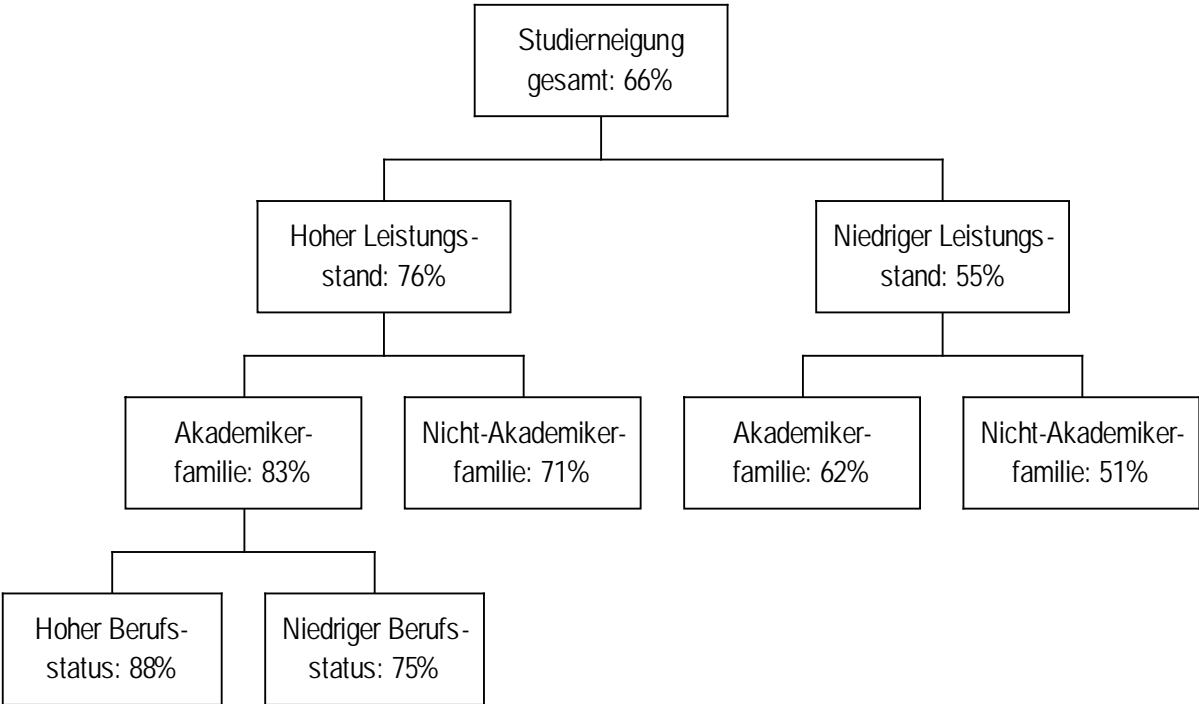 Studierneigung
gesamt: 66%
Hoher Leistungs-
stand: 76%
Niedriger Leistungs-
stand: 55%
Akademiker-
familie: 83%
Nicht-Akademiker-
familie: 71%
Akademiker-
familie: 62%
Nicht-Akademiker-
familie: 51%
Hoher Berufs-
status: 88%
Niedriger Berufs-
status: 75%